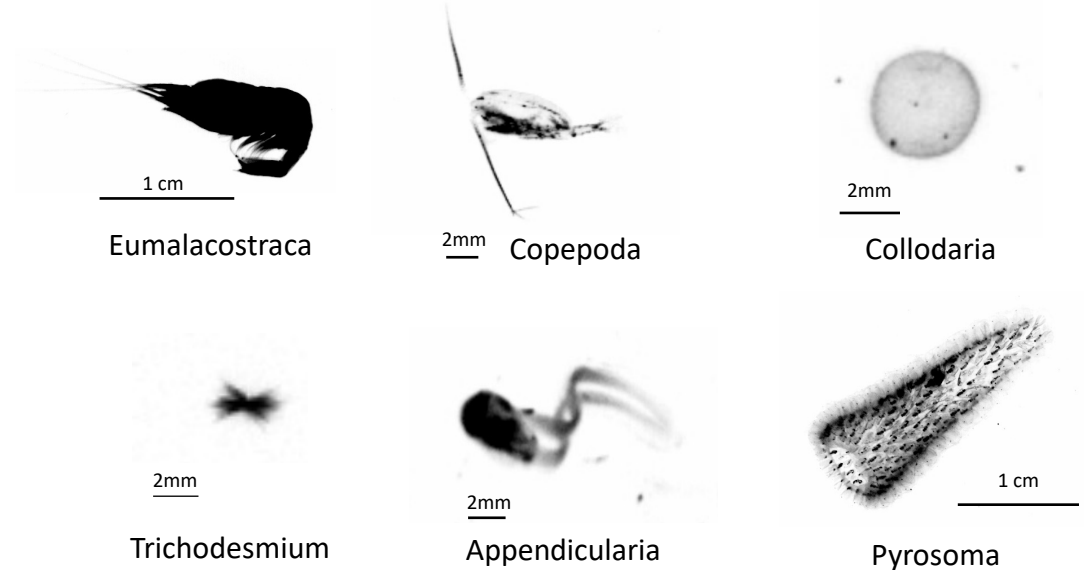 1 cm
Eumalacostraca
2mm
Copepoda
2mm
Collodaria
2mm
Trichodesmium
2mm
Appendicularia
1 cm
Pyrosoma